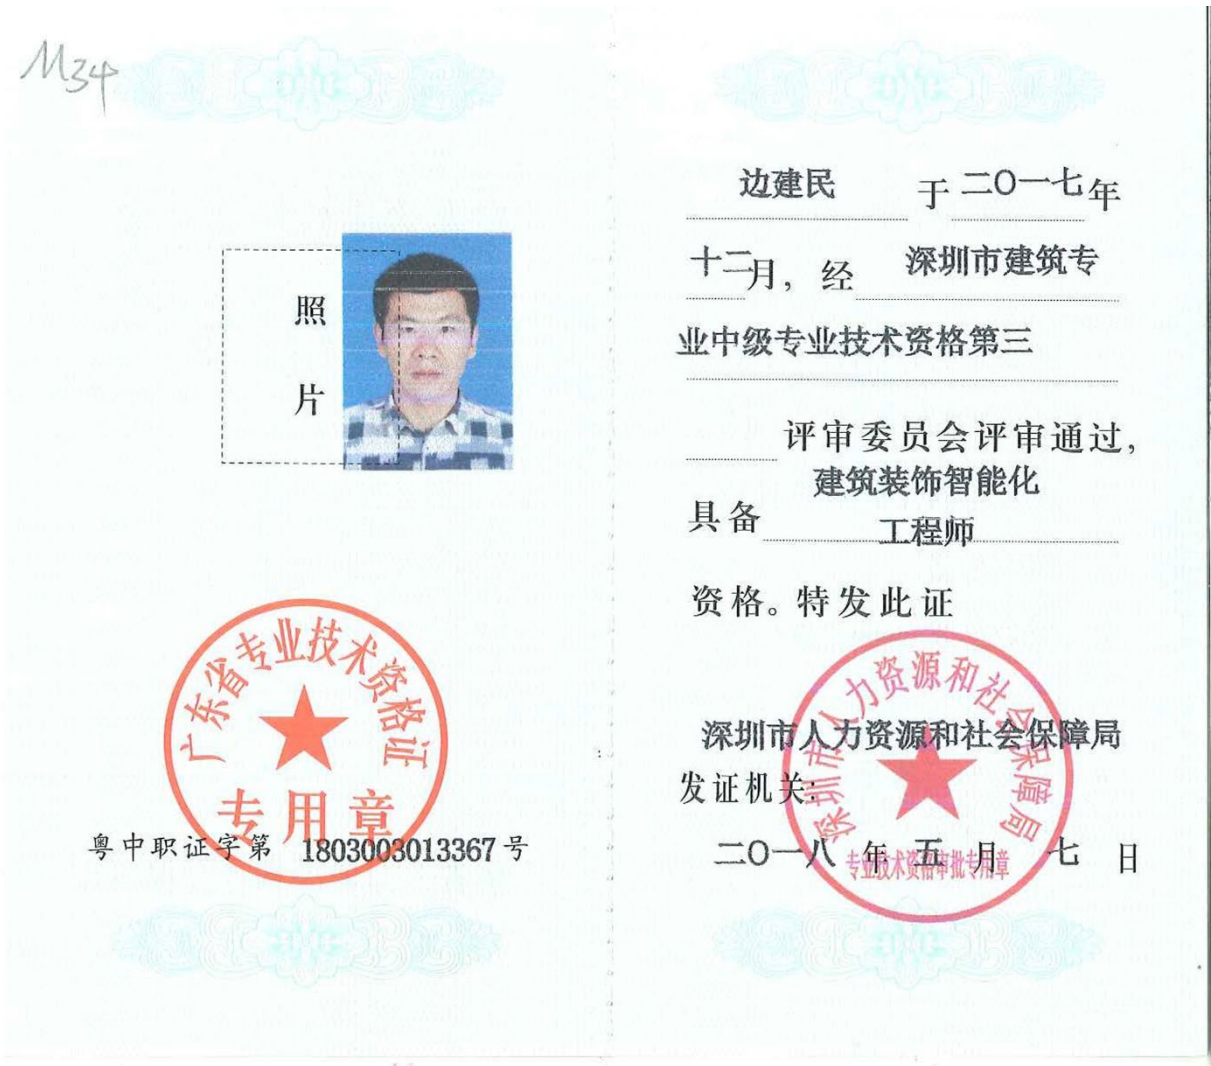 M34
照
片
广东省专业技术资格证
专用章
粤中职证字第 1803003013367 号
边建民 于 二〇一七 年
十二月，经 深圳市建筑专
业中级专业技术资格第三
评审委员会评审通过，
建筑装饰智能化
具备 工程师
资格。特发此证
深圳市人力资源和社会保障局
深圳市人力资源和社会保障局
发证机关:
二〇一八 年 五 月 七 日
专业技术资格审批专用章